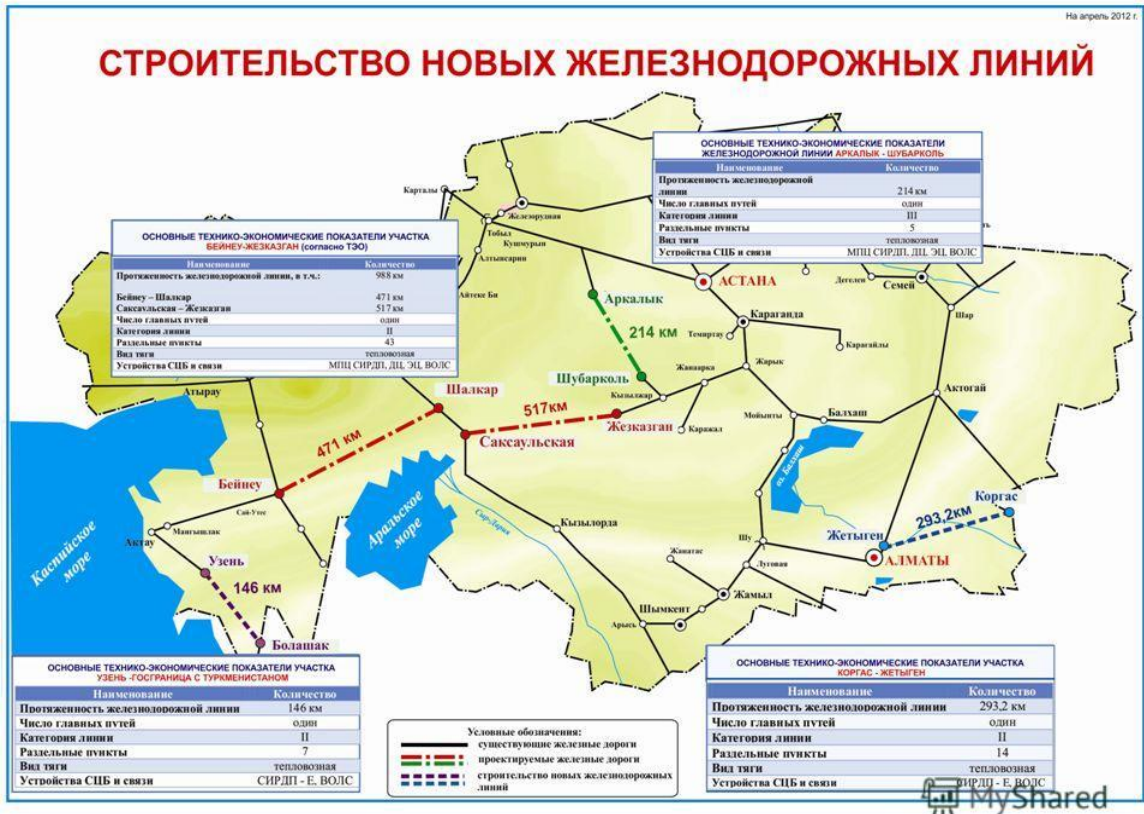 На апрель 2012 г.
СТРОИТЕЛЬСТВО НОВЫХ ЖЕЛЕЗНОДОРОЖНЫХ ЛИНИЙ
ОСНОВНЫЕ ТЕХНИКО-ЭКОНОМИЧЕСКИЕ ПОКАЗАТЕЛИ
ЖЕЛЕЗНОДОРОЖНОЙ ЛИНИИ АРКАЛЫК - ШУБАРКОЛЬ
Наименование Количество
Протяженность железнодорожной
линии 214 км
Число главных путей один
Категория линии III
Раздельные пункты 5
Вид тяги тепловозная
Устройства СЦБ и связи МПЦ СИРДП, ДЦ, ЭЦ, ВОЛС
ОСНОВНЫЕ ТЕХНИКО-ЭКОНОМИЧЕСКИЕ ПОКАЗАТЕЛИ УЧАСТКА
БЕЙНЕУ-ЖЕЗКАЗГАН (согласно ТЭО)
Наименование Количество
Протяженность железнодорожной линии, в т.ч.: 988 км
Бейнеу – Шалкар 471 км
Саксаульская – Жезказган 517 км
Число главных путей один
Категория линии II
Раздельные пункты 43
Вид тяги тепловозная
Устройства СЦБ и связи МПЦ СИРДП, ДЦ, ЭЦ, ВОЛС
Карталы
Железорудная
Тобыл
Кушмурын
Алтынсарин
Айтеке Би
Аркалык
214 км
Шубарколь
АСТАНА
Дегелен
Семей
Шар
Караганда
Темиртау
Карагайлы
Жарык
Жанаарка
Кызылжар
Каражал
Жезказган
517км
Шалкар
Саксаульская
471 км
Бейнеу
Атырау
Сай-Утес
Мангышлак
Актау
Узень
146 км
Болашак
Каспийское
море
Аральское
море
Сыр-Дарья
Кызылорда
Мойынты
Балхаш
оз. Балхаш
Актогай
Коргас
293,2км
Жетыген
АЛМАТЫ
Шу
Луговая
Жанатас
Жамыл
Шымкент
Арысь
ОСНОВНЫЕ ТЕХНИКО-ЭКОНОМИЧЕСКИЕ ПОКАЗАТЕЛИ УЧАСТКА
УЗЕНЬ -ГОСГРАНИЦА С ТУРКМЕНИСТАНОМ
Наименование Количество
Протяженность железнодорожной линии 146 км
Число главных путей один
Категория линии II
Раздельные пункты 7
Вид тяги тепловозная
Устройства СЦБ и связи СИРДП - Е, ВОЛС
Условные обозначения:
существующие железные дороги
проектируемые железные дороги
строительство новых железнодорожных
линий
ОСНОВНЫЕ ТЕХНИКО-ЭКОНОМИЧЕСКИЕ ПОКАЗАТЕЛИ УЧАСТКА
КОРГАС - ЖЕТЫГЕН
Наименование Количество
Протяженность железнодорожной линии 293,2 км
Число главных путей один
Категория линии II
Раздельные пункты 14
Вид тяги тепловозная
Устройства СЦБ и связи СИРДП - Е, ВОЛС
MyShared